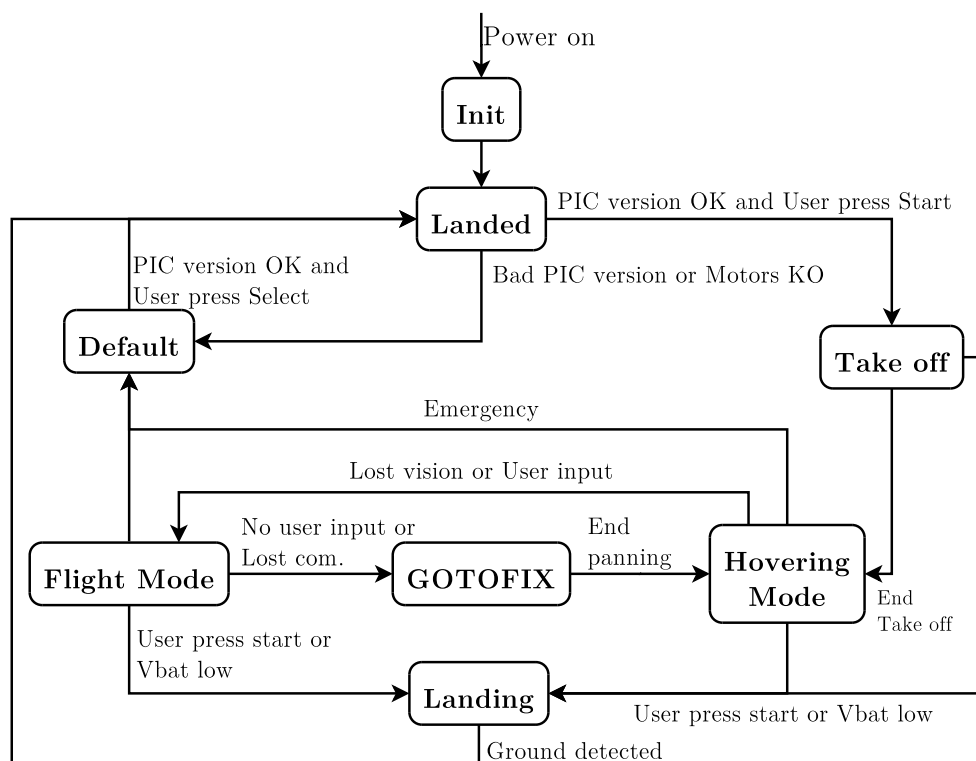 Power on
Init
Landed
PIC version OK and User press Start
Bad PIC version or Motors KO
PIC version OK and
User press Select
Default
Take off
Emergency
Lost vision or User input
No user input or
Lost com.
End
panning
Flight Mode
GOTOFIX
Hovering
Mode
End
Take off
User press start or
Vbat low
Landing
User press start or Vbat low
Ground detected